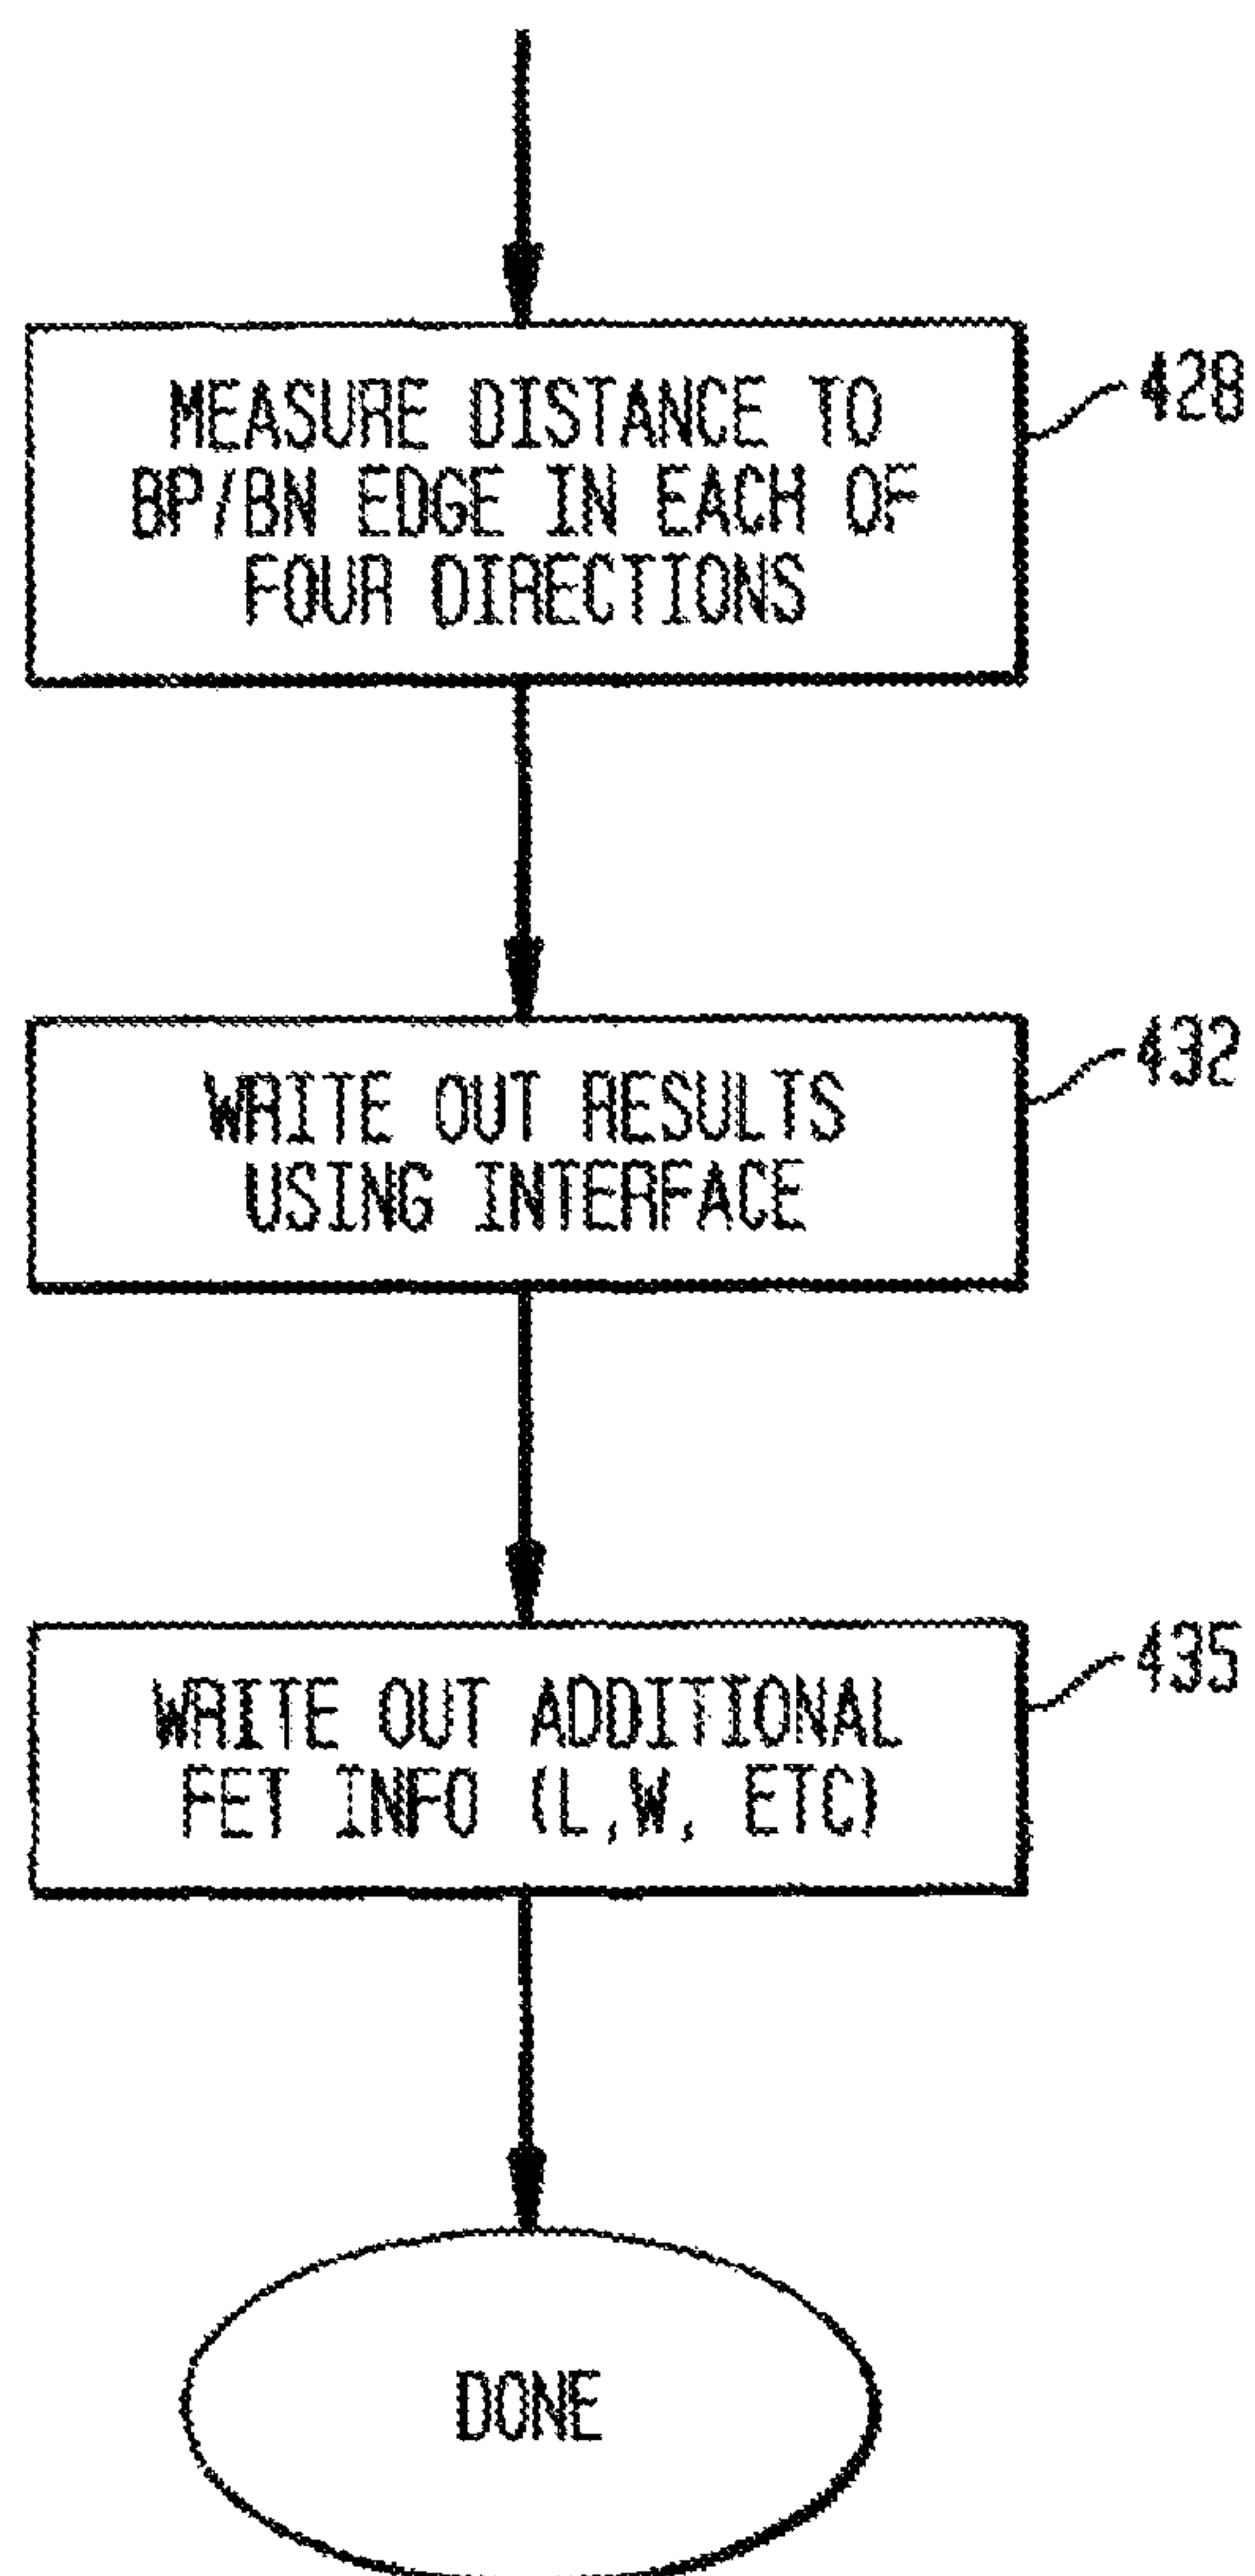 MEASURE DISTANCE TO
BP/BN EDGE IN EACH OF
FOUR DIRECTIONS
428
WRITE OUT RESULTS
USING INTERFACE
432
WRITE OUT ADDITIONAL
FET INFO (L,W, ETC)
435
DONE